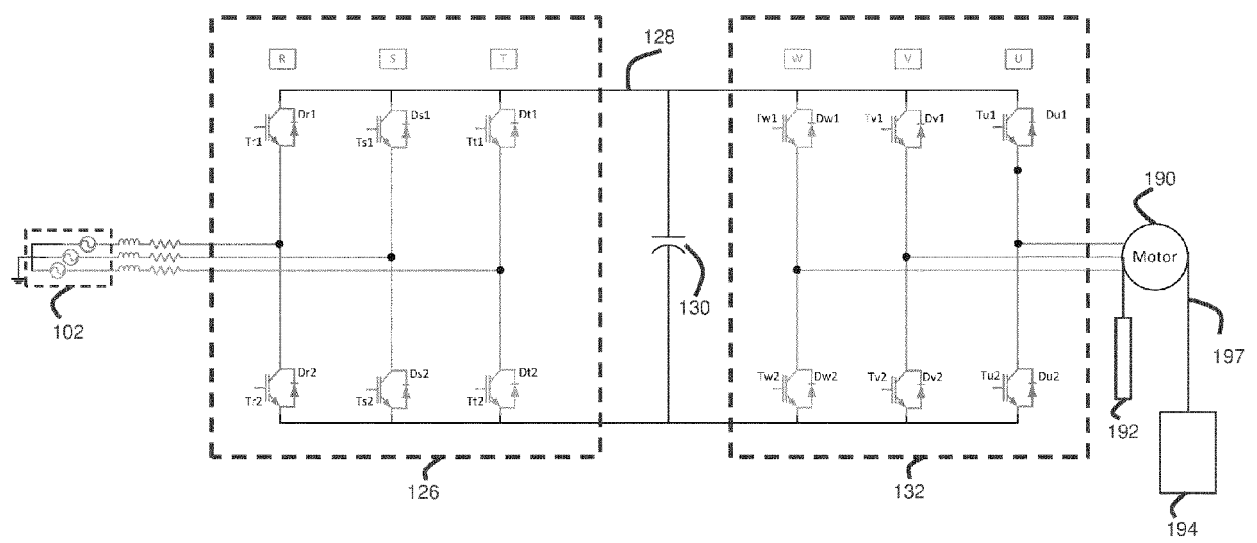 128
R S T
W V U
Dr1 Ds1 Dt1
Tr1 Ts1 Tt1
Tw1 Dw1 Tv1 Dv1 Tu1 Du1
190
Motor
102
130
197
Dr2 Ds2 Dt2
Tr2 Ts2 Tt2
Tw2 Dw2 Tv2 Dv2 Tu2 Du2
192
126
132
194